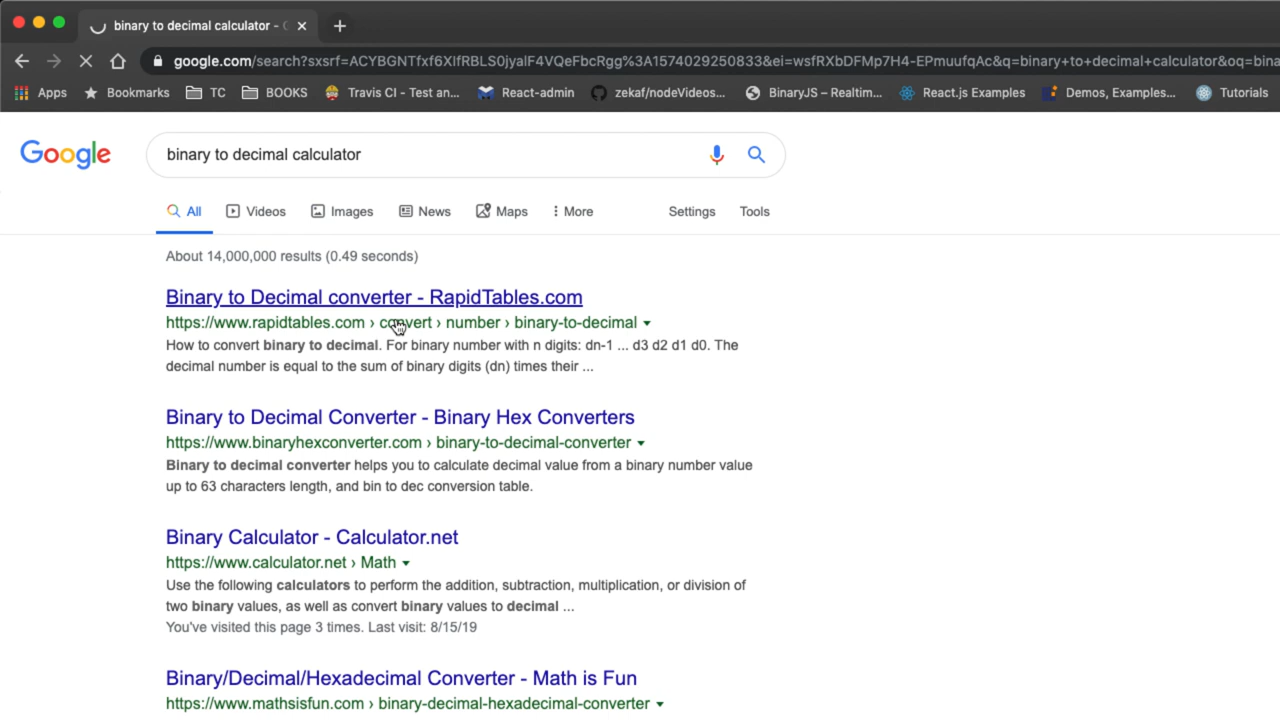 binary to decimal calculator - G
google.com/search?sxsrf=ACYBGNTfxf6XlfRBLS0jyalF4VQeFbcRgg%3A1574029250833&ei=wsfRXbDFMp7H4-EPmuufqAc&q=binary+to+decimal+calculator&oq=bina
Apps Bookmarks TC BOOKS Travis CI - Test an... React-admin zekaf/nodeVideos... BinaryJS – Realtim... React.js Examples Demos, Examples... Tutorials
Google binary to decimal calculator
All Videos Images News Maps More Settings Tools
About 14,000,000 results (0.49 seconds)
Binary to Decimal converter - RapidTables.com
https://www.rapidtables.com › convert › number › binary-to-decimal
How to convert binary to decimal. For binary number with n digits: dn-1 ... d3 d2 d1 d0. The
decimal number is equal to the sum of binary digits (dn) times their ...
Binary to Decimal Converter - Binary Hex Converters
https://www.binaryhexconverter.com › binary-to-decimal-converter
Binary to decimal converter helps you to calculate decimal value from a binary number value
up to 63 characters length, and bin to dec conversion table.
Binary Calculator - Calculator.net
https://www.calculator.net › Math
Use the following calculators to perform the addition, subtraction, multiplication, or division of
two binary values, as well as convert binary values to decimal ...
You've visited this page 3 times. Last visit: 8/15/19
Binary/Decimal/Hexadecimal Converter - Math is Fun
https://www.mathsisfun.com › binary-decimal-hexadecimal-converter